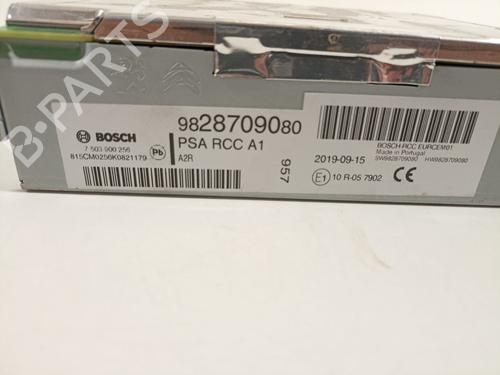 B-PARTS
BOSCH
7 503 900 256
815CM0256K0821179
Pb
9828709080
PSA RCC A1
A2R
957
2019-09-15
E1 10 R-05 7902
BOSCH-RCC EURCEM01
Made in Portugal
SW9828709080 HW9828709080
CE